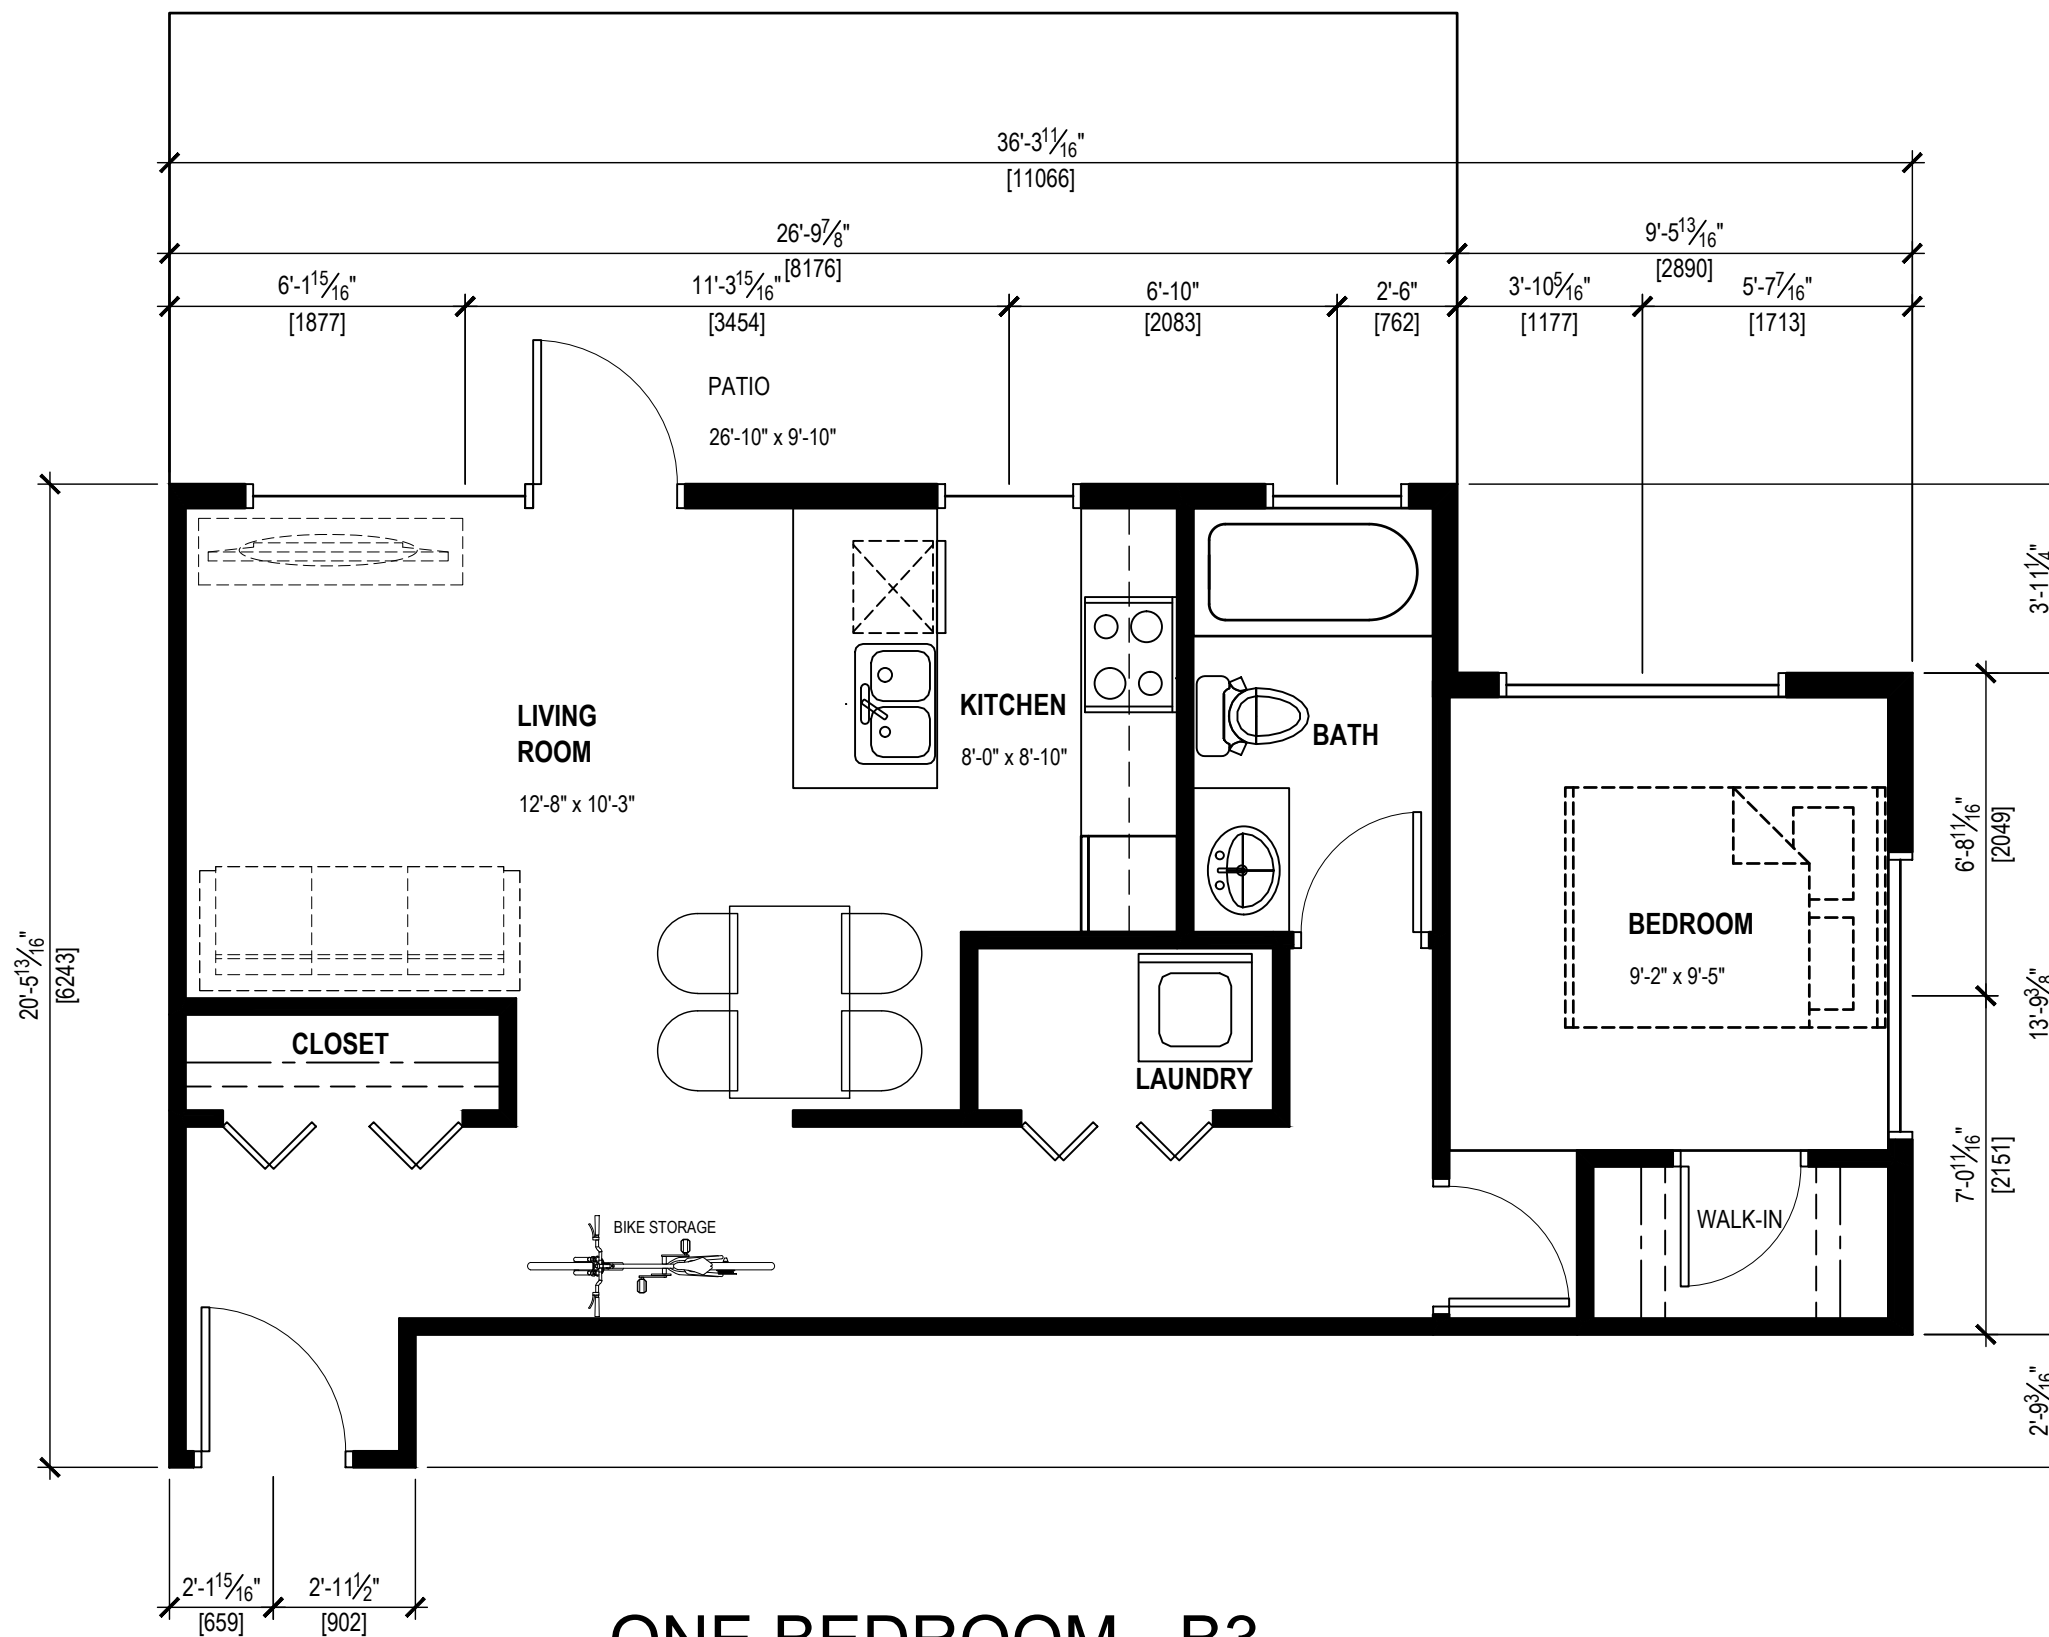 36'-3 11/16"
[11066]
26'-9 7/8"
[8176]
9'-5 13/16"
[2890]
6'-1 15/16"
[1877]
11'-3 15/16"
[3454]
6'-10"
[2083]
2'-6"
[762]
3'-10 5/16"
[1177]
5'-7 7/16"
[1713]
PATIO
26'-10" x 9'-10"
3'-11 1/4"
LIVING
ROOM
12'-8" x 10'-3"
KITCHEN
8'-0" x 8'-10"
BATH
6'-8 11/16"
[2049]
BEDROOM
9'-2" x 9'-5"
20'-5 13/16"
[6243]
13'-9 3/8"
CLOSET
LAUNDRY
7'-0 11/16"
[2151]
WALK-IN
BIKE STORAGE
2'-9 3/16"
2'-1 15/16"
[659]
2'-11 1/2"
[902]
ONE BEDROOM - B3